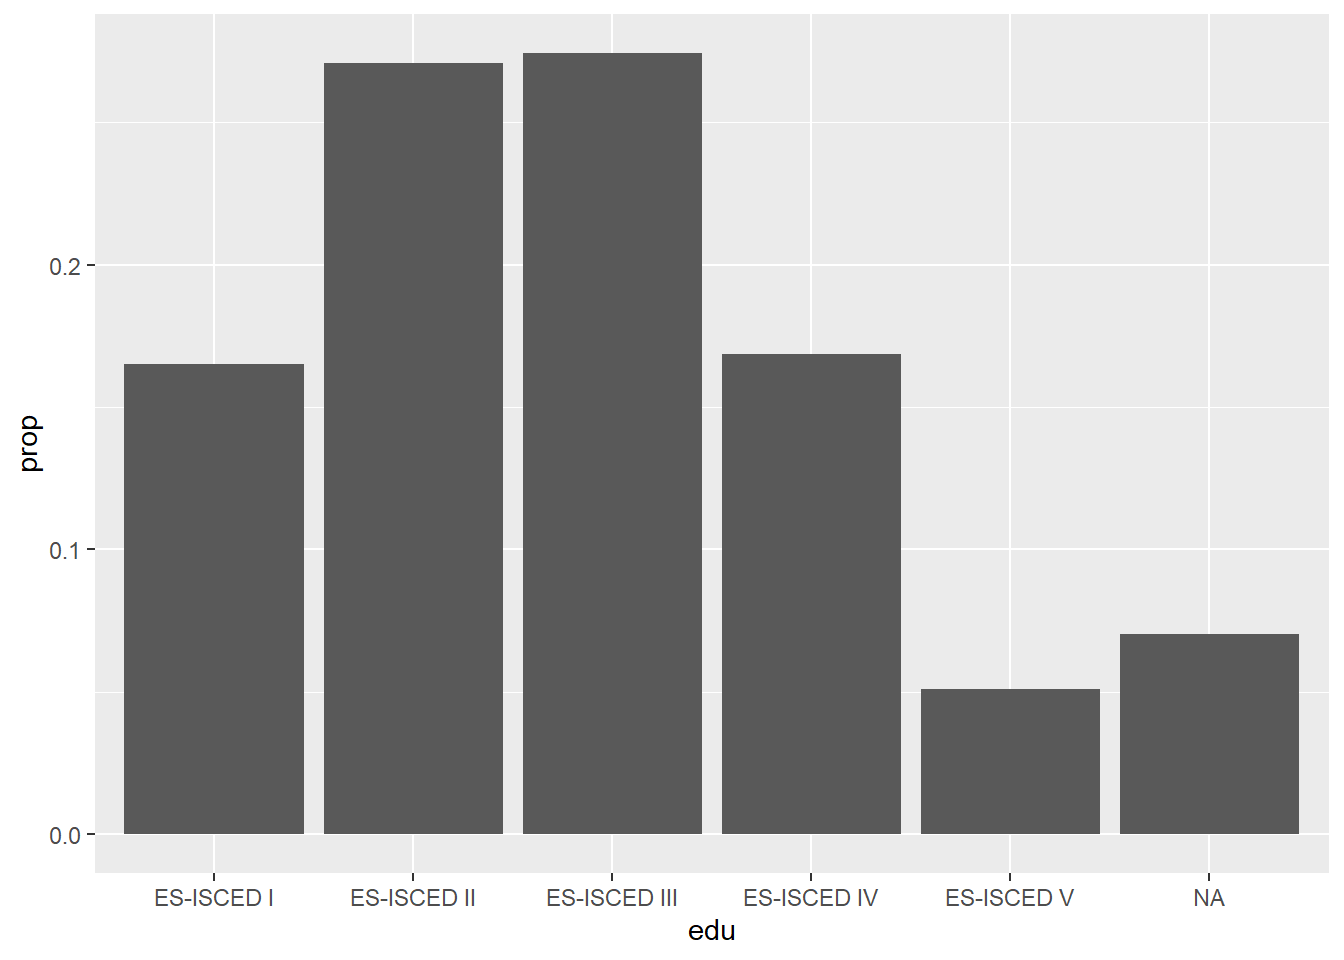 prop
0.2
0.1
0.0
ES-ISCED I ES-ISCED II ES-ISCED III ES-ISCED IV ES-ISCED V NA
edu